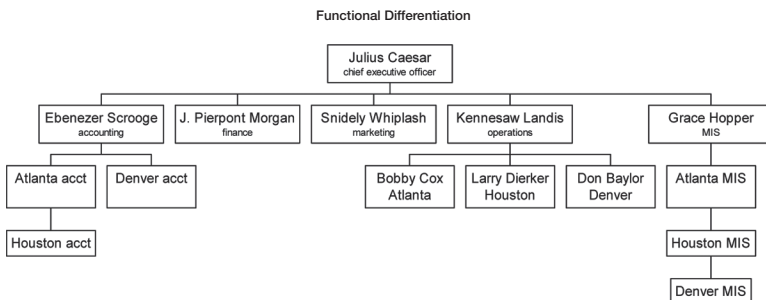 Functional Differentiation
Julius Caesar
chief executive officer
Ebenezer Scrooge
accounting
J. Pierpont Morgan
finance
Snidely Whiplash
marketing
Kennesaw Landis
operations
Grace Hopper
MIS
Atlanta acct
Denver acct
Bobby Cox
Atlanta
Larry Dierker
Houston
Don Baylor
Denver
Atlanta MIS
Houston acct
Houston MIS
Denver MIS